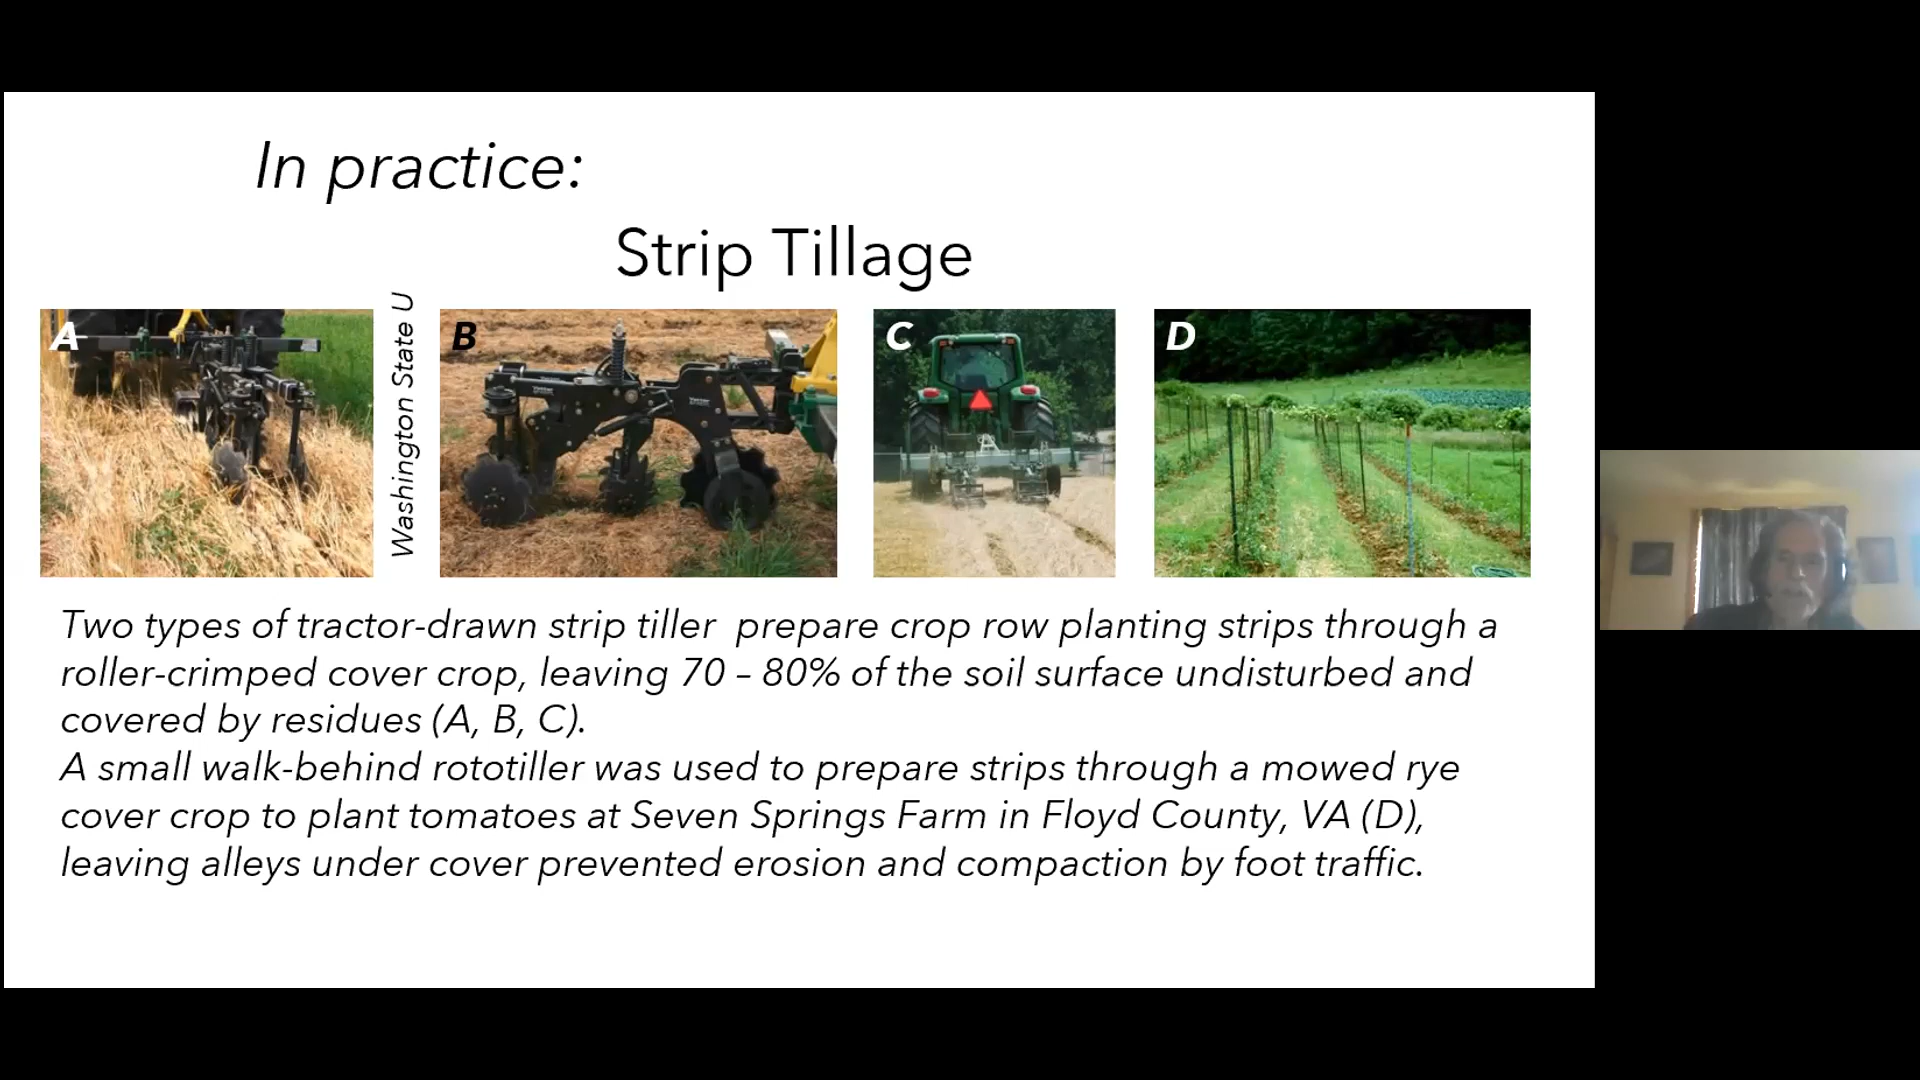 In practice:
Strip Tillage
A
Washington State U
B
C
D
Two types of tractor-drawn strip tiller  prepare crop row planting strips through a
roller-crimped cover crop, leaving 70 – 80% of the soil surface undisturbed and
covered by residues (A, B, C).
A small walk-behind rototiller was used to prepare strips through a mowed rye
cover crop to plant tomatoes at Seven Springs Farm in Floyd County, VA (D),
leaving alleys under cover prevented erosion and compaction by foot traffic.